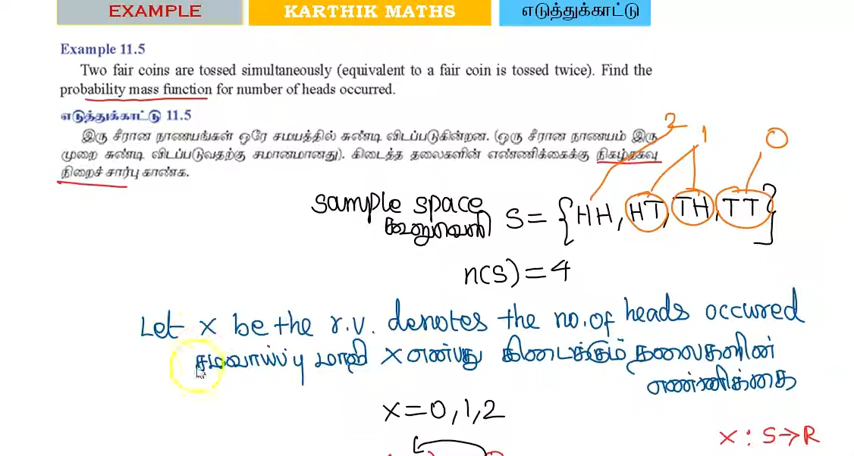 EXAMPLE KARTHIK MATHS எடுத்துக்காட்டு
Example 11.5
Two fair coins are tossed simultaneously (equivalent to a fair coin is tossed twice). Find the
probability mass function for number of heads occurred.
எடுத்துக்காட்டு 11.5
இரு சீரான நாணயங்கள் ஒரே சமயத்தில் சுண்டி விடப்படுகின்றன. (ஒரு சீரான நாணயம் இரு
முறை சுண்டி விடப்படுவதற்கு சமானமானது). கிடைத்த தலைகளின் எண்ணிக்கைக்கு நிகழ்தகவு
நிறைச் சார்பு காண்க.
2 1 0
Sample space
கூறுவெளி S = {HH, HT, TH, TT}
n(S) = 4
Let X be the r.v. denotes the no. of heads occured
சமவாய்ப்பு மாறி X என்பது கிடைக்கும் தலைகளின்
எண்ணிக்கை
X = 0, 1, 2
X : S → R